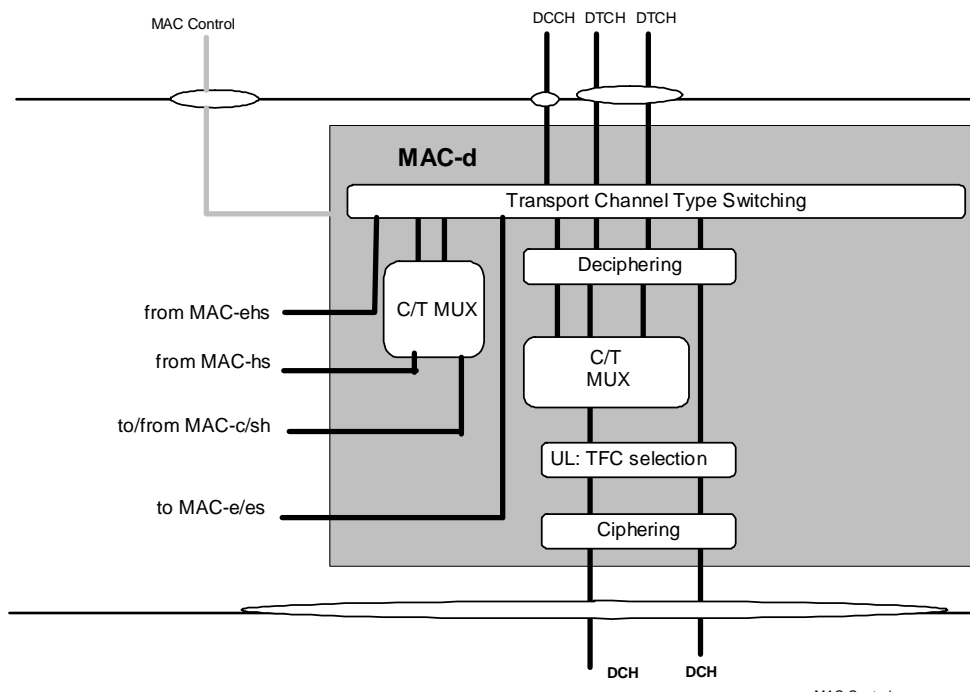 MAC Control
DCCH DTCH DTCH
MAC-d
Transport Channel Type Switching
Deciphering
from MAC-ehs
C/T MUX
from MAC-hs
C/T
MUX
to/from MAC-c/sh
UL: TFC selection
to MAC-e/es
Ciphering
DCH DCH